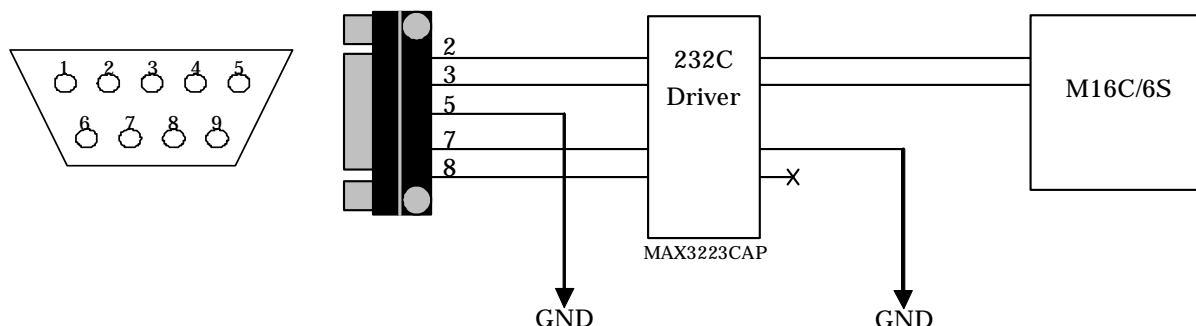 1 2 3 4 5
6 7 8 9
2
3
5
7
8
232C
Driver
MAX3223CAP
M16C/6S
GND
GND